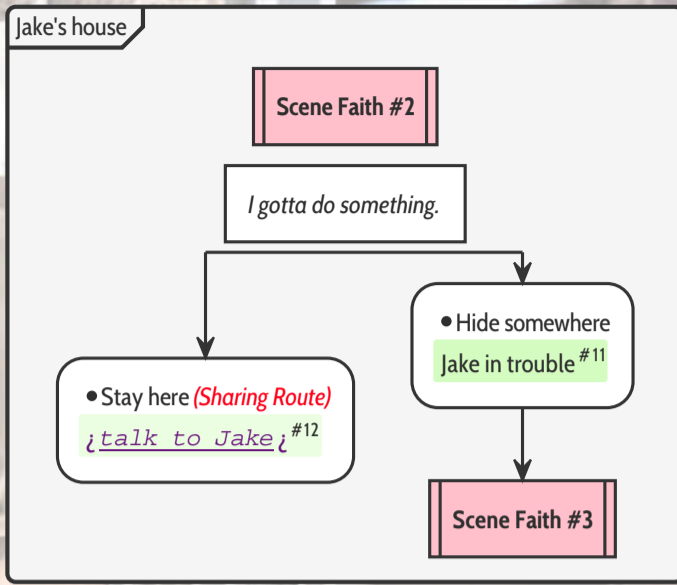 Jake's house
Scene Faith #2
I gotta do something.
•Hide somewhere
Jake in trouble #11
•Stay here (Sharing Route)
¿talk to Jake¿ #12
Scene Faith #3